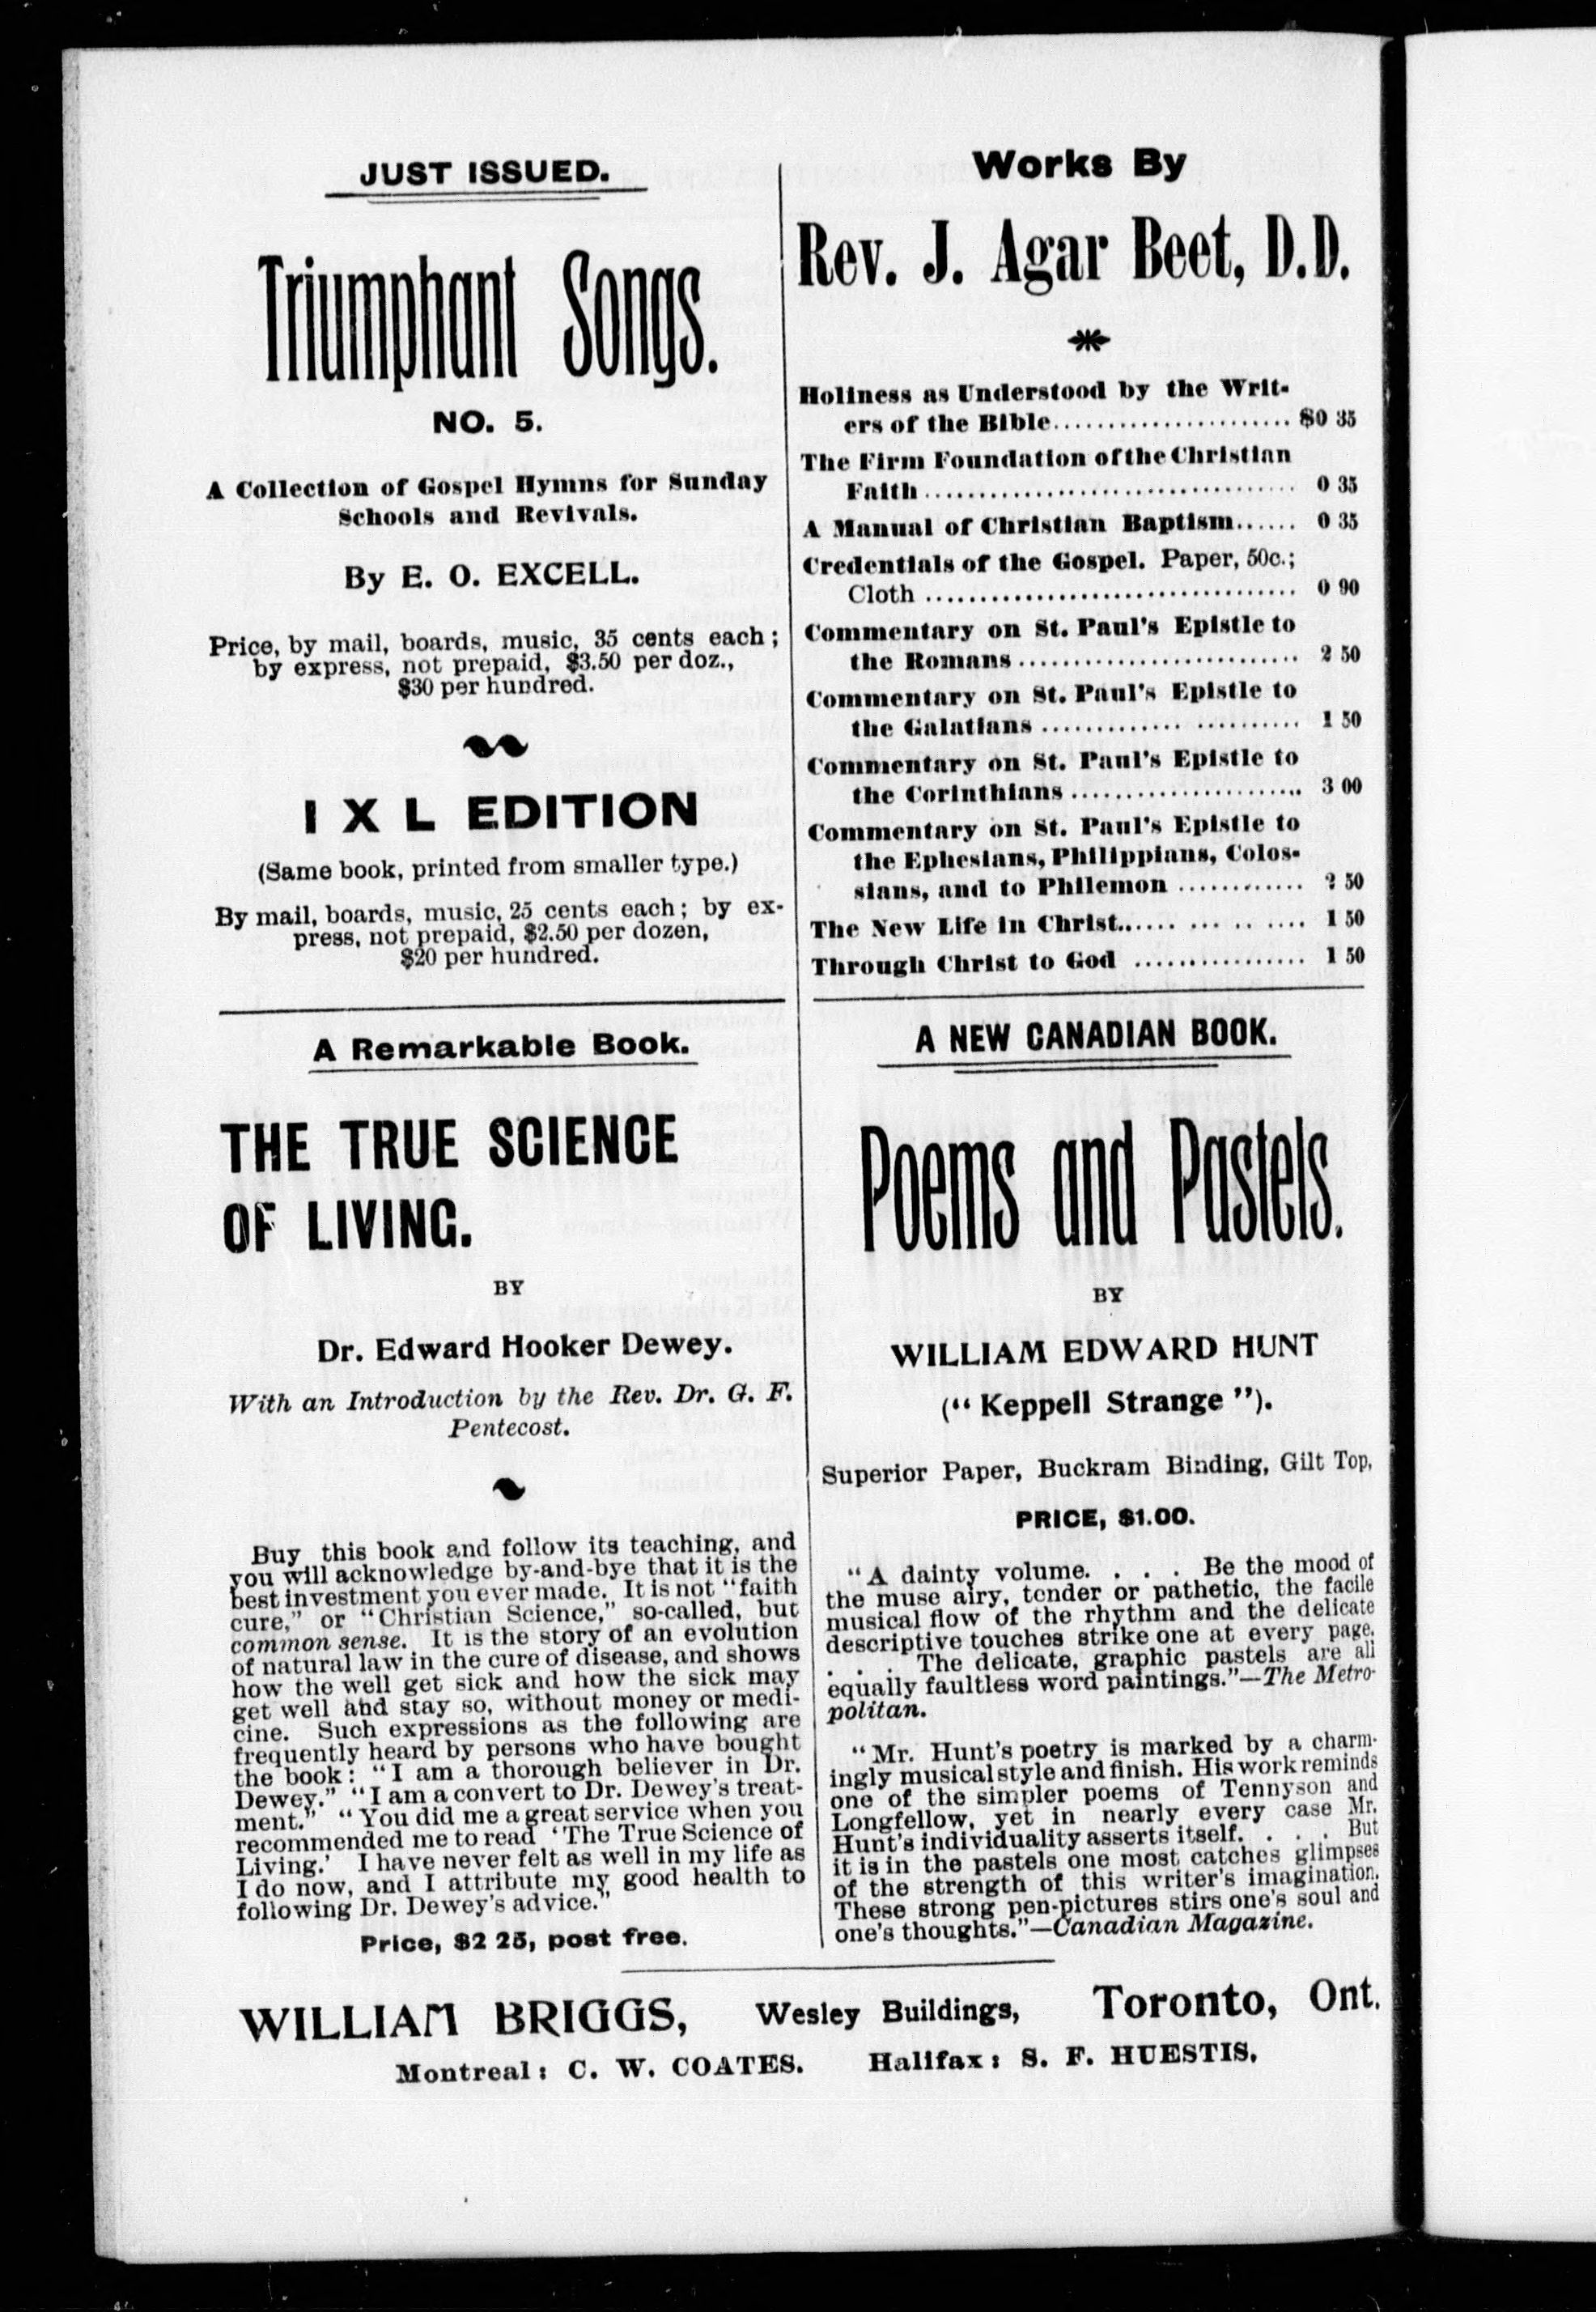 JUST ISSUED.
Triumphant Songs.
NO. 5.
A Collection of Gospel Hymns for Sunday
Schools and Revivals.
By E. O. EXCELL.
Price, by mail, boards, music, 35 cents each;
by express, not prepaid, $3.50 per doz.,
$30 per hundred.
I X L EDITION
(Same book, printed from smaller type.)
By mail, boards, music, 25 cents each; by ex-
press, not prepaid, $2.50 per dozen,
$20 per hundred.
A Remarkable Book.
THE TRUE SCIENCE
OF LIVING.
BY
Dr. Edward Hooker Dewey.
With an Introduction by the Rev. Dr. G. F.
Pentecost.
Buy this book and follow its teaching, and
you will acknowledge by-and-bye that it is the
best investment you ever made. It is not "faith
cure," or "Christian Science," so-called, but
common sense. It is the story of an evolution
of natural law in the cure of disease, and shows
how the well get sick and how the sick may
get well and stay so, without money or medi-
cine. Such expressions as the following are
frequently heard by persons who have bought
the book: "I am a thorough believer in Dr.
Dewey." "I am a convert to Dr. Dewey's treat-
ment." "You did me a great service when you
recommended me to read 'The True Science of
Living.' I have never felt as well in my life as
I do now, and I attribute my good health to
following Dr. Dewey's advice."
Price, $2 25, post free.
Works By
Rev. J. Agar Beet, D.D.
Holiness as Understood by the Writ-
ers of the Bible...................... $0 35
The Firm Foundation of the Christian
Faith .................................. 0 35
A Manual of Christian Baptism...... 0 35
Credentials of the Gospel. Paper, 50c.;
Cloth .................................. 0 90
Commentary on St. Paul's Epistle to
the Romans .......................... 2 50
Commentary on St. Paul's Epistle to
the Galatians ............. .......... 1 50
Commentary on St. Paul's Epistle to
the Corinthians ...................... 3 00
Commentary on St. Paul's Epistle to
the Ephesians, Philippians, Colos-
sians, and to Philemon ............ 2 50
The New Life in Christ...... ... .. .... 1 50
Through Christ to God ................ 1 50
A NEW CANADIAN BOOK.
Poems and Pastels.
BY
WILLIAM EDWARD HUNT
("Keppell Strange").
Superior Paper, Buckram Binding, Gilt Top,
PRICE, $1.00.
"A dainty volume. . . . Be the mood of
the muse airy, tender or pathetic, the facile
musical flow of the rhythm and the delicate
descriptive touches strike one at every page.
. . . The delicate, graphic pastels are all
equally faultless word paintings."—The Metro-
politan.
"Mr. Hunt's poetry is marked by a charm-
ingly musical style and finish. His work reminds
one of the simpler poems of Tennyson and
Longfellow, yet in nearly every case Mr.
Hunt's individuality asserts itself. . . . But
it is in the pastels one most catches glimpses
of the strength of this writer's imagination.
These strong pen-pictures stirs one's soul and
one's thoughts."—Canadian Magazine.
WILLIAM BRIGGS, Wesley Buildings, Toronto, Ont.
Montreal: C. W. COATES. Halifax: S. F. HUESTIS.